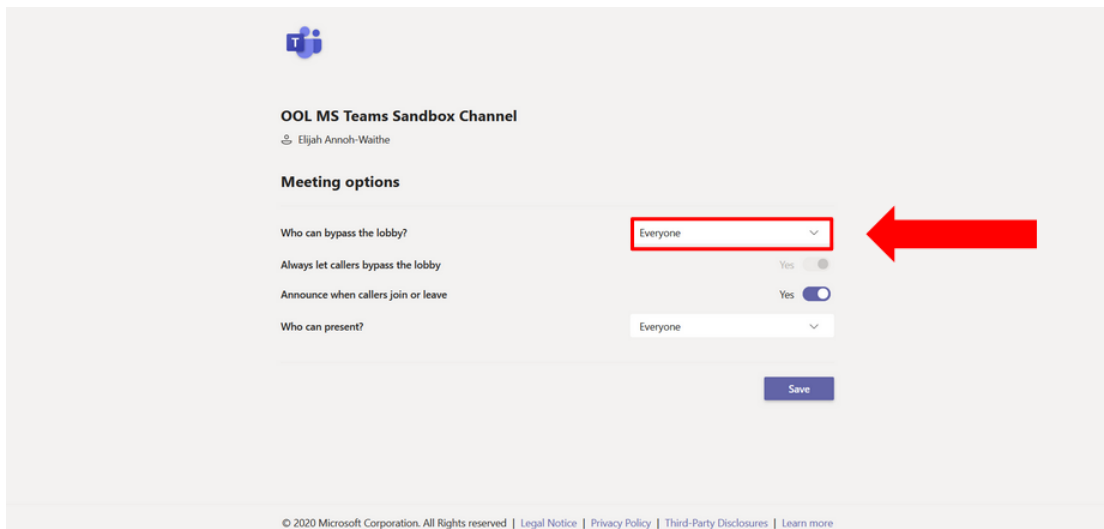 T
OOL MS Teams Sandbox Channel
Elijah Annoh-Waithe
Meeting options
Who can bypass the lobby? Everyone
Always let callers bypass the lobby Yes
Announce when callers join or leave Yes
Who can present? Everyone
Save
© 2020 Microsoft Corporation. All Rights reserved | Legal Notice | Privacy Policy | Third-Party Disclosures | Learn more